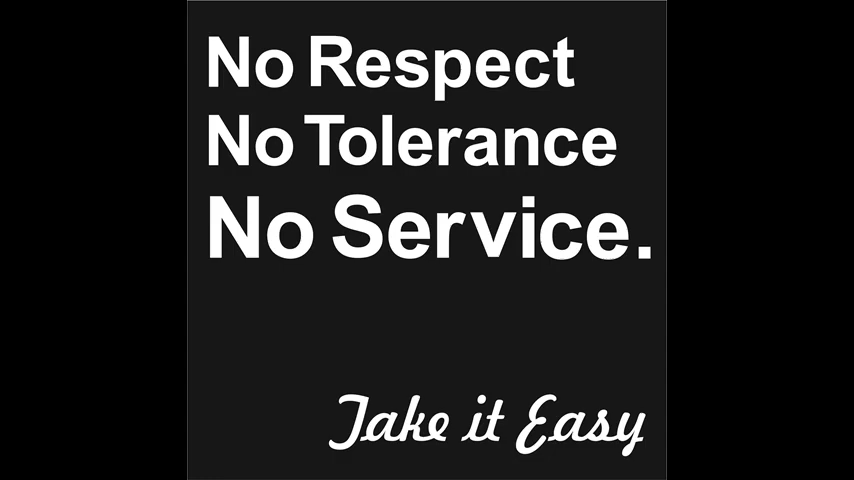 No Respect
No Tolerance
No Service.
Take it Easy